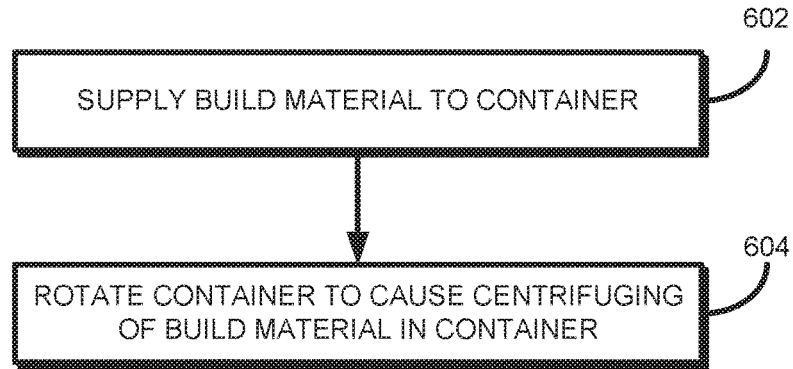 602
SUPPLY BUILD MATERIAL TO CONTAINER
604
ROTATE CONTAINER TO CAUSE CENTRIFUGING
OF BUILD MATERIAL IN CONTAINER